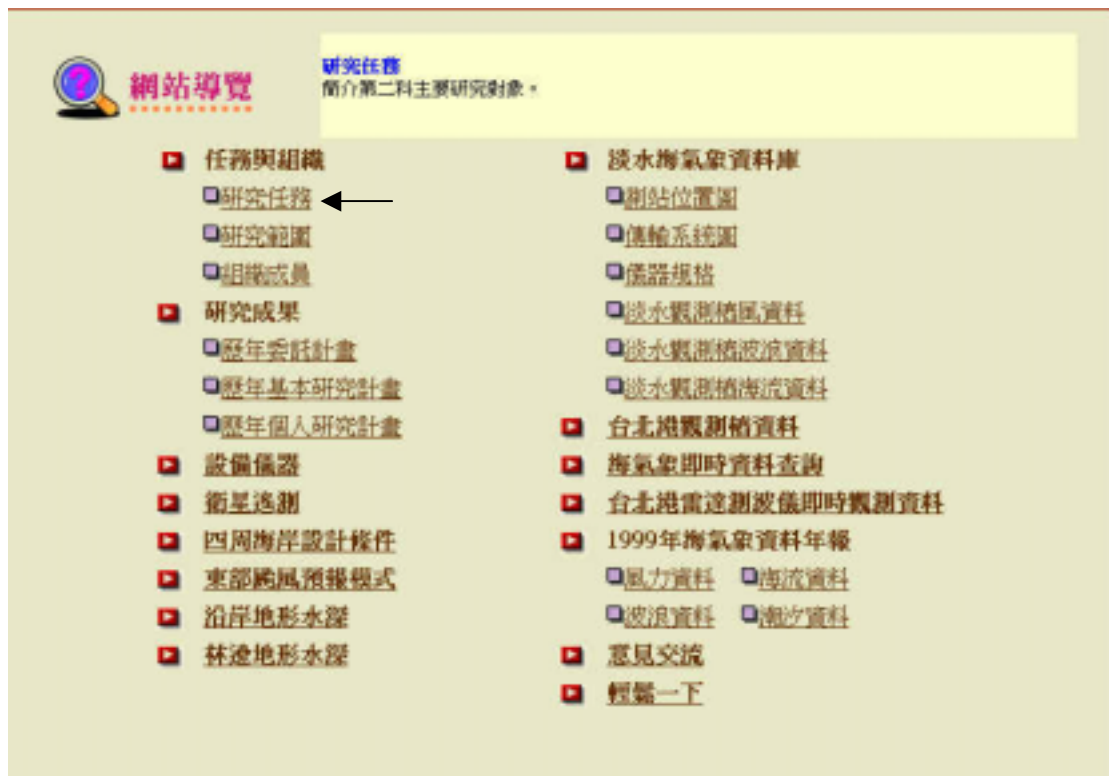 網站導覽
研究任務
簡介第二科主要研究對象。
任務與組織
研究任務
研究範圍
組織成員
研究成果
歷年委託計畫
歷年基本研究計畫
歷年個人研究計畫
設備儀器
衛星遙測
四周海岸設計條件
東部颱風預報模式
沿岸地形水深
林邊地形水深
淡水海氣象資料庫
測站位置圖
傳輸系統圖
儀器規格
淡水觀測樁風資料
淡水觀測樁波浪資料
淡水觀測樁海流資料
台北港觀測樁資料
海氣象即時資料查詢
台北港雷達測波儀即時觀測資料
1999年海氣象資料年報
風力資料 海流資料
波浪資料 潮汐資料
意見交流
輕鬆一下